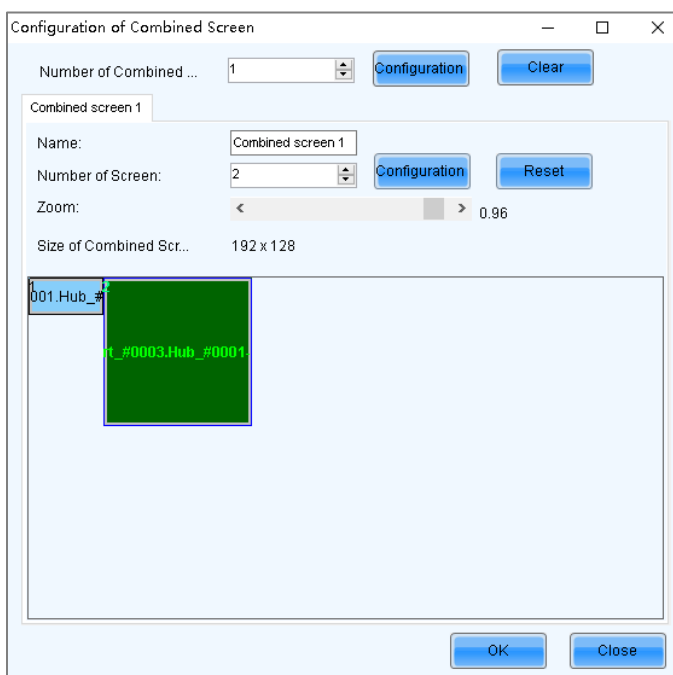 Configuration of Combined Screen
Number of Combined ... 1 Configuration Clear
Combined screen 1
Name: Combined screen 1
Number of Screen: 2 Configuration Reset
Zoom: 0.96
Size of Combined Scr... 192 x 128
1 2
001.Hub_#
rt_#0003.Hub_#0001-
OK Close